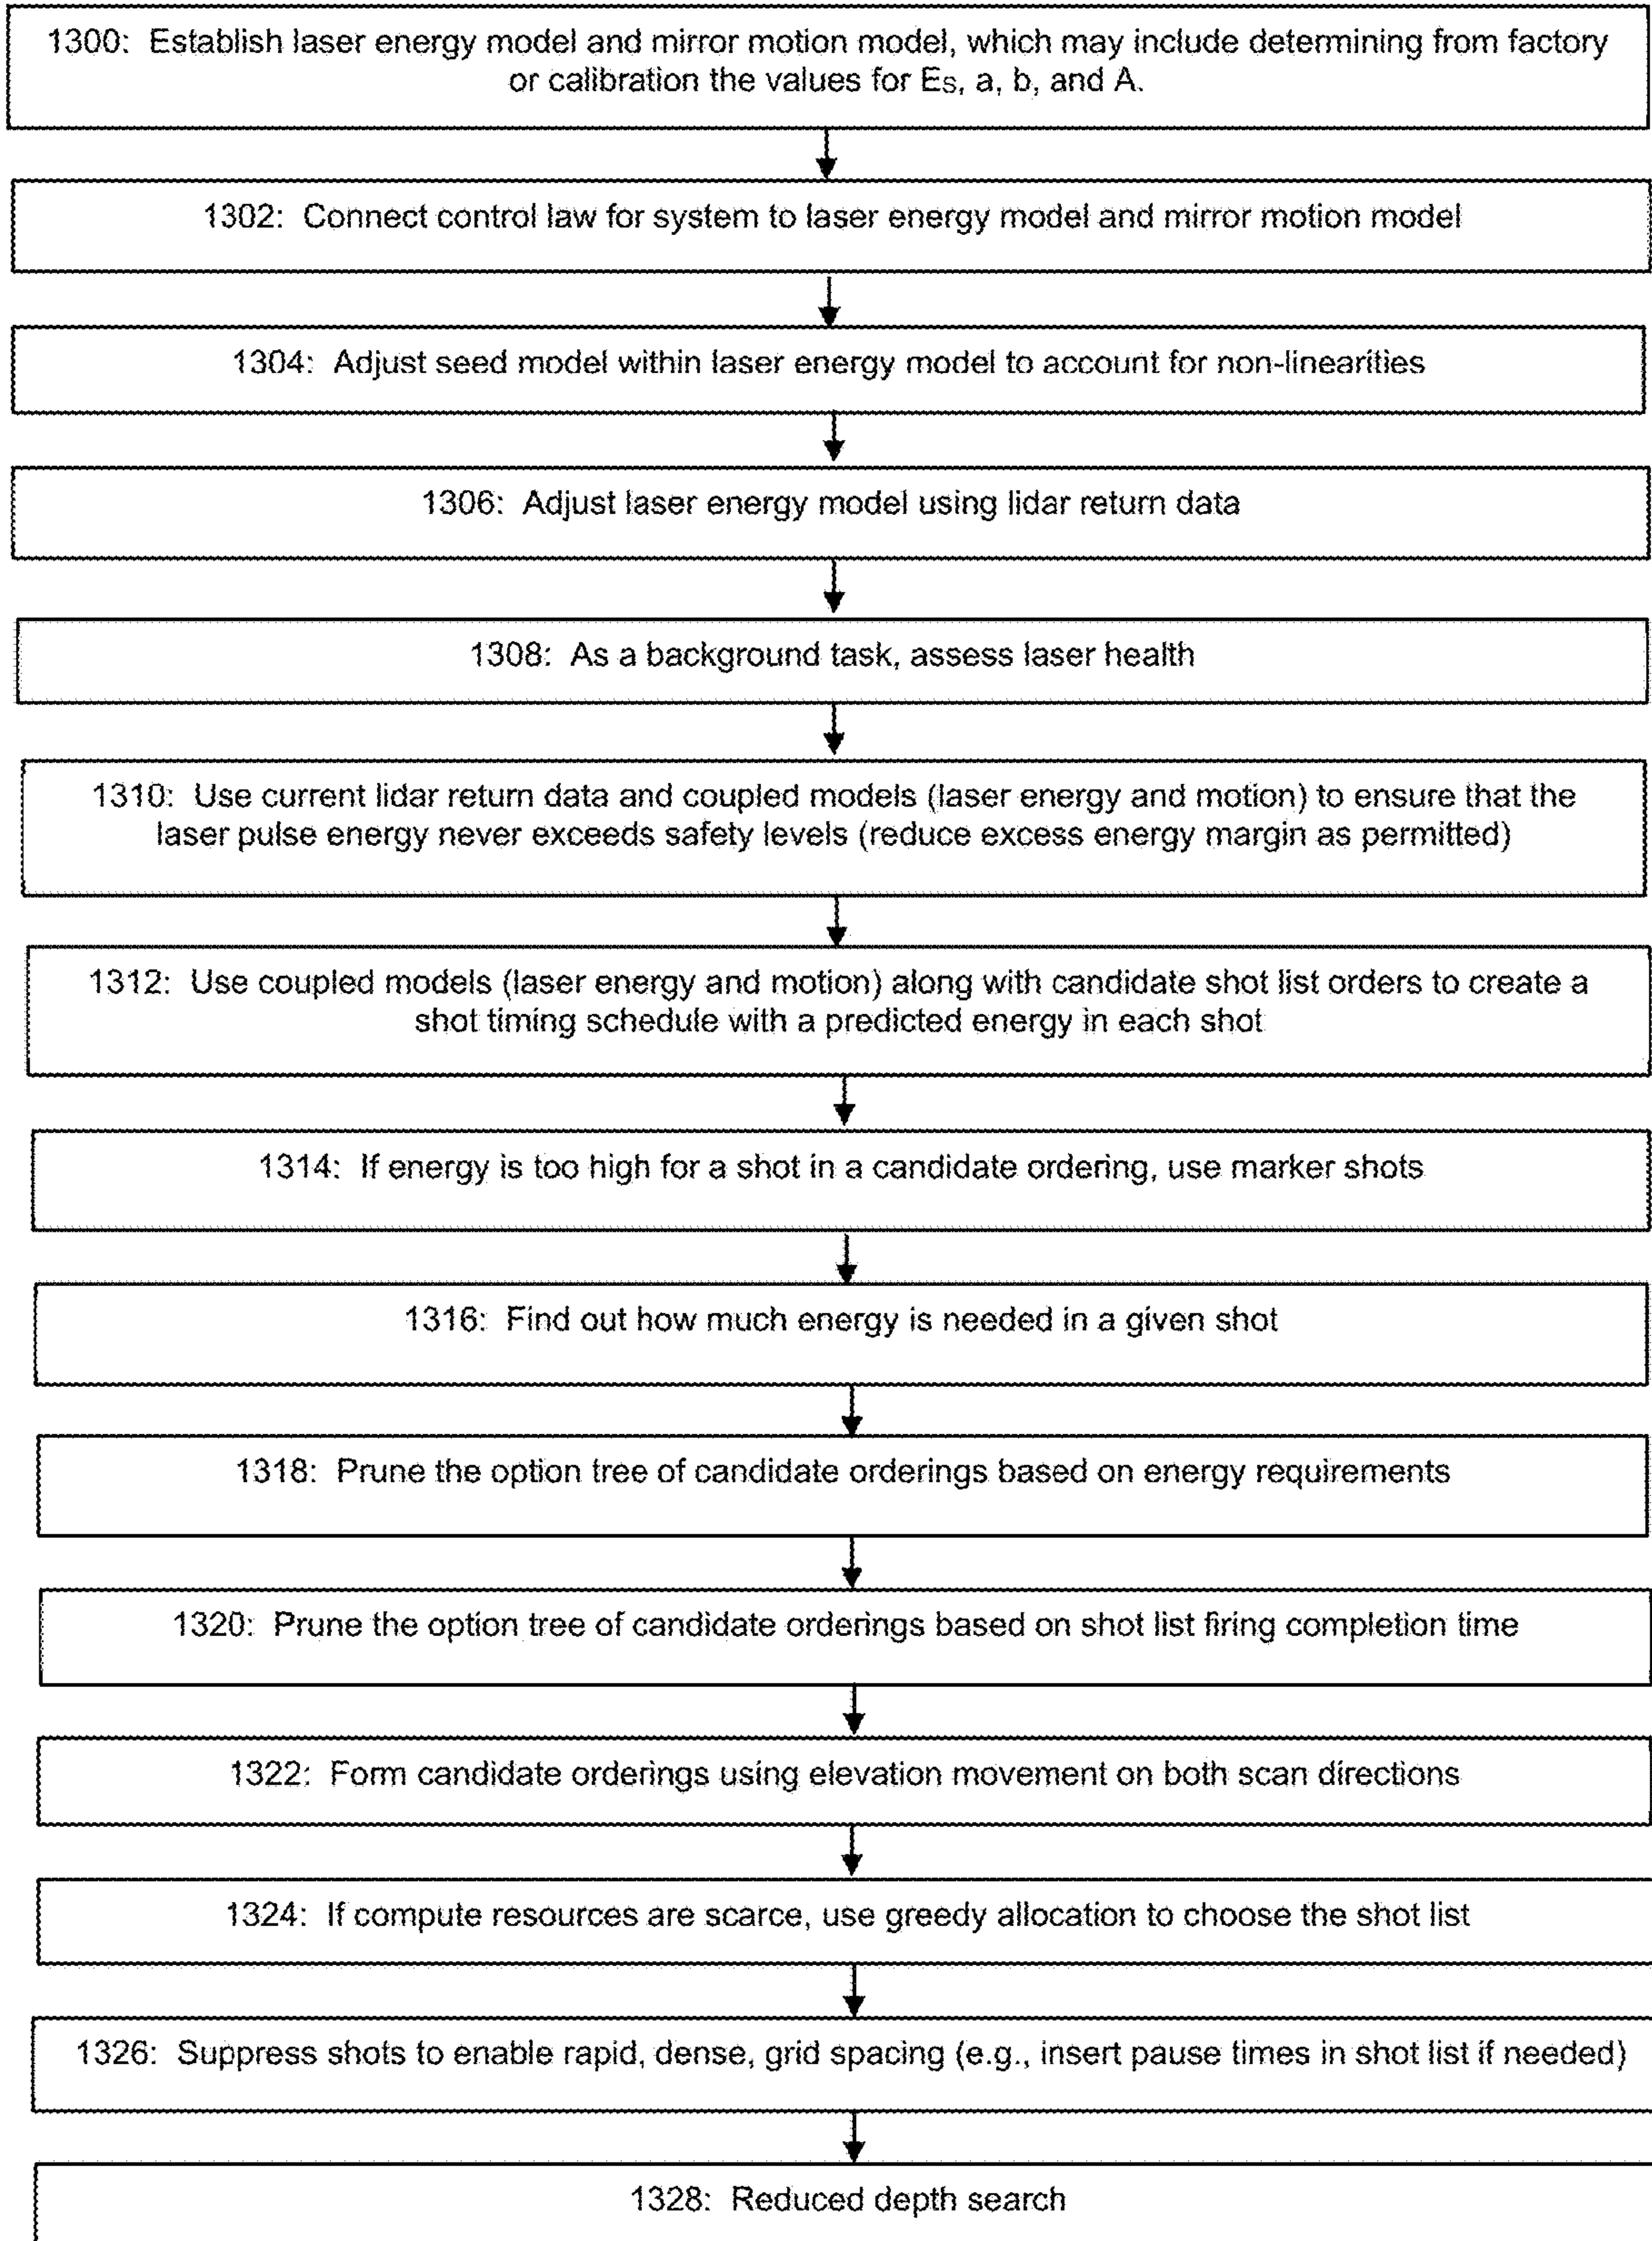 1300: Establish laser energy model and mirror motion model, which may include determining from factory
or calibration the values for Es, a, b, and A.
1302: Connect control law for system to laser energy model and mirror motion model
1304: Adjust seed model within laser energy model to account for non-linearities
1306: Adjust laser energy model using lidar return data
1308: As a background task, assess laser health
1310: Use current lidar return data and coupled models (laser energy and motion) to ensure that the
laser pulse energy never exceeds safety levels (reduce excess energy margin as permitted)
1312: Use coupled models (laser energy and motion) along with candidate shot list orders to create a
shot timing schedule with a predicted energy in each shot
1314: If energy is too high for a shot in a candidate ordering, use marker shots
1316: Find out how much energy is needed in a given shot
1318: Prune the option tree of candidate orderings based on energy requirements
1320: Prune the option tree of candidate orderings based on shot list firing completion time
1322: Form candidate orderings using elevation movement on both scan directions
1324: If compute resources are scarce, use greedy allocation to choose the shot list
1326: Suppress shots to enable rapid, dense, grid spacing (e.g., insert pause times in shot list if needed)
1328: Reduced depth search